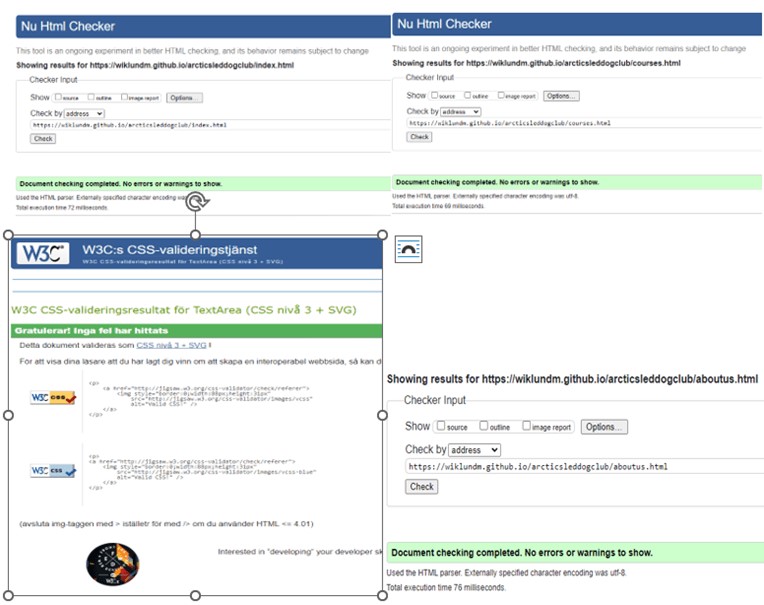 Nu Html Checker
This tool is an ongoing experiment in better HTML checking, and its behavior remains subject to change
Showing results for https://wiklundm.github.io/arcticsleddogclub/index.html
Checker Input
Show source outline image report Options...
Check by address
https://wiklundm.github.io/arcticsleddogclub/index.html
Check
Document checking completed. No errors or warnings to show.
Used the HTML parser. Externally specified character encoding was
Total execution time 72 milliseconds.
Nu Html Checker
This tool is an ongoing experiment in better HTML checking, and its behavior remains subject to change
Showing results for https://wiklundm.github.io/arcticsleddogclub/courses.html
Checker Input
Show source outline image report Options...
Check by address
https://wiklundm.github.io/arcticsleddogclub/courses.html
Check
Document checking completed. No errors or warnings to show.
Used the HTML parser. Externally specified character encoding was utf-8.
Total execution time 69 milliseconds.
W3C W3C:s CSS-valideringstjänst
W3C CSS-valideringsresultat för TextArea (CSS nivå 3 + SVG)
W3C CSS-valideringsresultat för TextArea (CSS nivå 3 + SVG)
Gratulerar! Inga fel har hittats
Detta dokument valideras som CSS nivå 3 + SVG !
För att visa dina läsare att du har lagt dig vinn om att skapa en interoperabel webbsida, så kan d
W3C CSS
<p>
<a href="http://jigsaw.w3.org/css-validator/check/referer">
<img style="border:0;width:88px;height:31px"
src="http://jigsaw.w3.org/css-validator/images/vcss"
alt="Valid CSS!" />
</a>
</p>
W3C CSS
<p>
<a href="http://jigsaw.w3.org/css-validator/check/referer">
<img style="border:0;width:88px;height:31px"
src="http://jigsaw.w3.org/css-validator/images/vcss-blue"
alt="Valid CSS!" />
</a>
</p>
(avsluta img-taggen med > istället för med /> om du använder HTML <= 4.01)
W3C
Interested in "developing" your developer sk
Showing results for https://wiklundm.github.io/arcticsleddogclub/aboutus.html
Checker Input
Show source outline image report Options...
Check by address
https://wiklundm.github.io/arcticsleddogclub/aboutus.html
Check
Document checking completed. No errors or warnings to show.
Used the HTML parser. Externally specified character encoding was utf-8.
Total execution time 76 milliseconds.